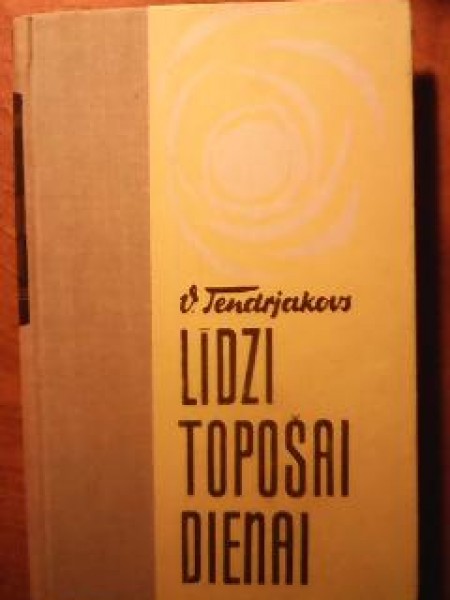 V. Tendrjakovs
LĪDZI
TOPOŠAI
DIENAI